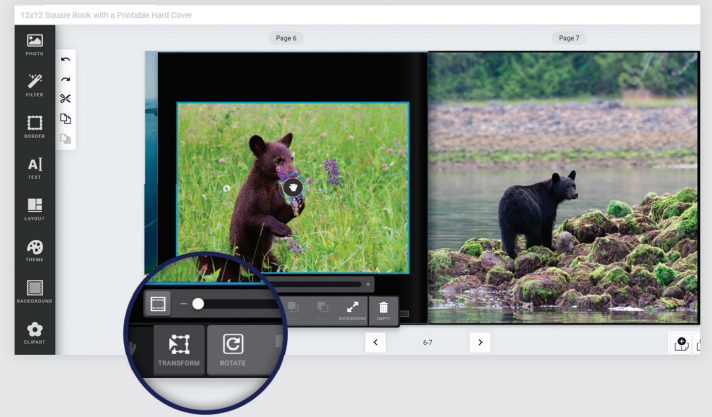 12x12 Square Book with a Printable Hard Cover
Page 6
Page 7
PHOTO
FILTER
BORDER
AI
TEXT
LAYOUT
THEME
BACKGROUND
CLIPART
BACKGROUND
EMPTY
TRANSFORM
ROTATE
6-7